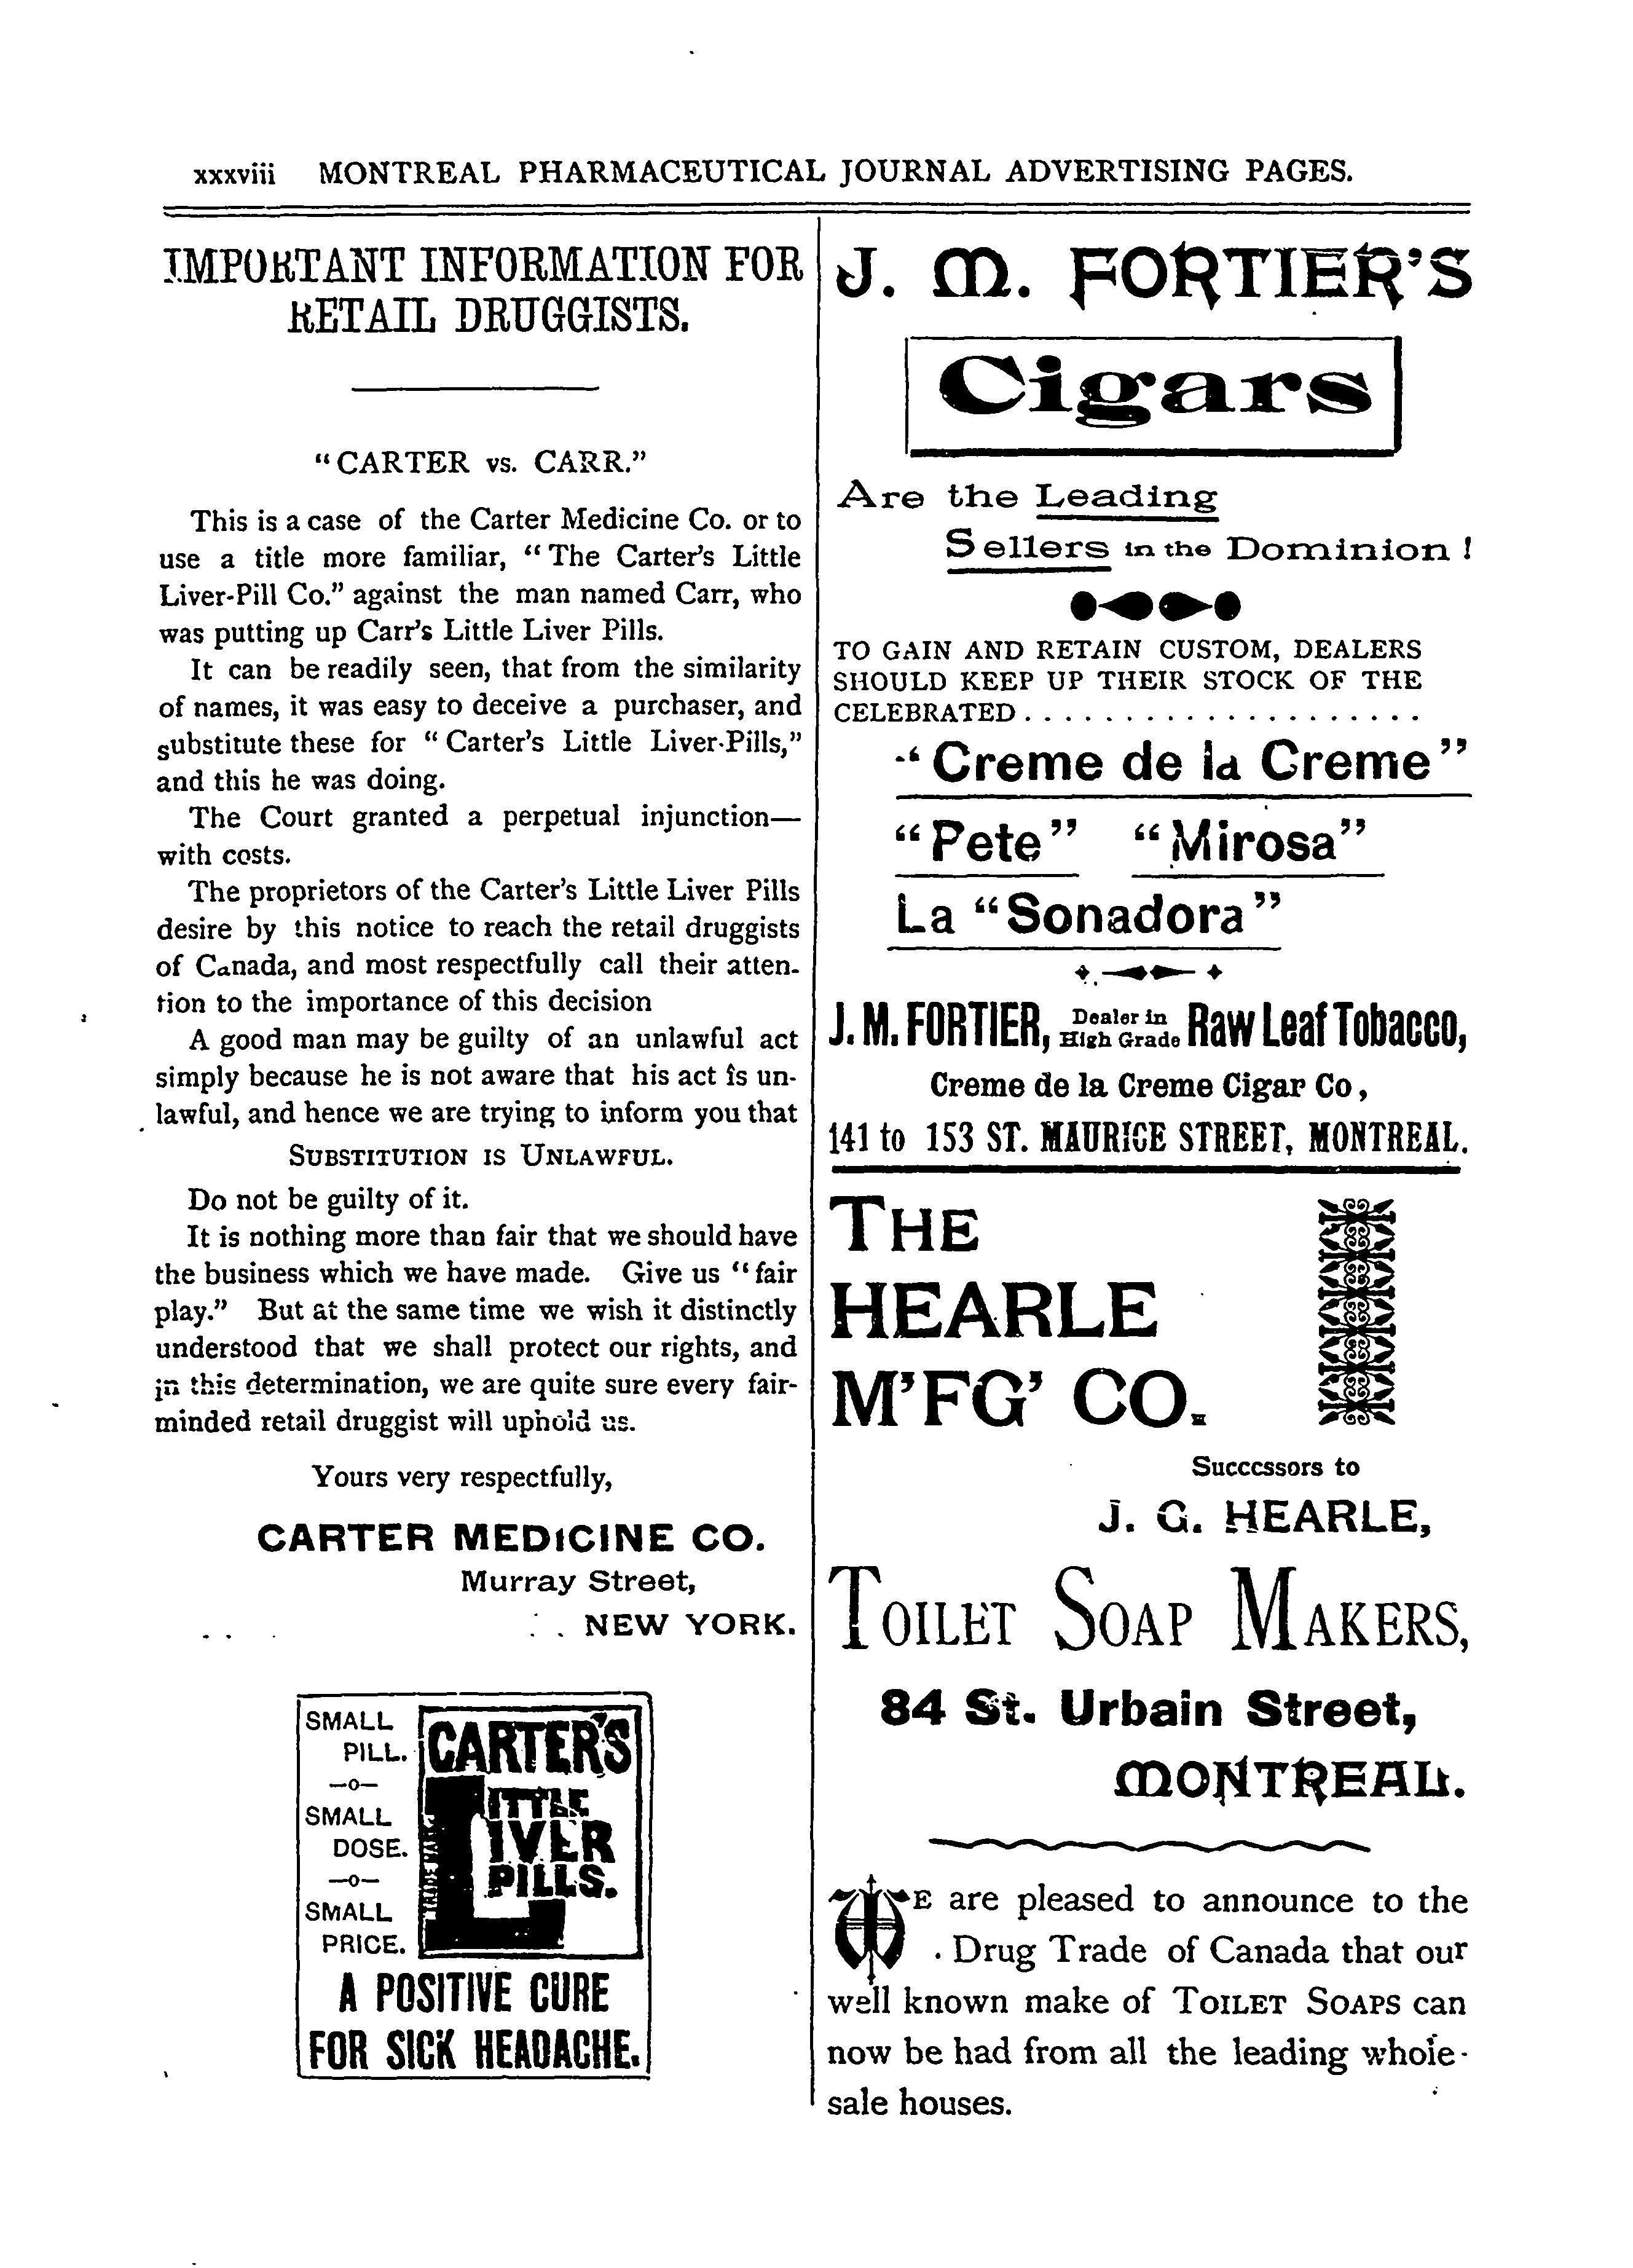 xxxviii MONTREAL PHARMACEUTICAL JOURNAL ADVERTISING PAGES.
IMPORTANT INFORMATION FOR
RETAIL DRUGGISTS.
"CARTER vs. CARR."
This is a case of the Carter Medicine Co. or to
use a title more familiar, "The Carter's Little
Liver-Pill Co." against the man named Carr, who
was putting up Carr's Little Liver Pills.
It can be readily seen, that from the similarity
of names, it was easy to deceive a purchaser, and
substitute these for "Carter's Little Liver-Pills,"
and this he was doing.
The Court granted a perpetual injunction—
with costs.
The proprietors of the Carter's Little Liver Pills
desire by this notice to reach the retail druggists
of Canada, and most respectfully call their atten-
tion to the importance of this decision
A good man may be guilty of an unlawful act
simply because he is not aware that his act is un-
lawful, and hence we are trying to inform you that
SUBSTITUTION IS UNLAWFUL.
Do not be guilty of it.
It is nothing more than fair that we should have
the business which we have made. Give us "fair
play." But at the same time we wish it distinctly
understood that we shall protect our rights, and
in this determination, we are quite sure every fair-
minded retail druggist will uphold us.
Yours very respectfully,
CARTER MEDICINE CO.
Murray Street,
NEW YORK.
SMALL
PILL.
—o—
SMALL
DOSE.
—o—
SMALL
PRICE.
CARTER'S
LITTLE
LIVER
PILLS.
TRADE MARK
A POSITIVE CURE
FOR SICK HEADACHE.
J. M. FORTIER'S
Cigars
Are the Leading
Sellers in the Dominion!
TO GAIN AND RETAIN CUSTOM, DEALERS
SHOULD KEEP UP THEIR STOCK OF THE
CELEBRATED....................
"Creme de la Creme"
"Pete" "Mirosa"
La "Sonadora"
J. M. FORTIER, Dealer in High Grade Raw Leaf Tobacco,
Creme de la Creme Cigar Co,
141 to 153 ST. MAURICE STREET, MONTREAL.
THE
HEARLE
M'FG' CO.
Successors to
J. G. HEARLE,
TOILET SOAP MAKERS,
84 St. Urbain Street,
MONTREAL.
WE are pleased to announce to the
Drug Trade of Canada that our
well known make of TOILET SOAPS can
now be had from all the leading whole-
sale houses.